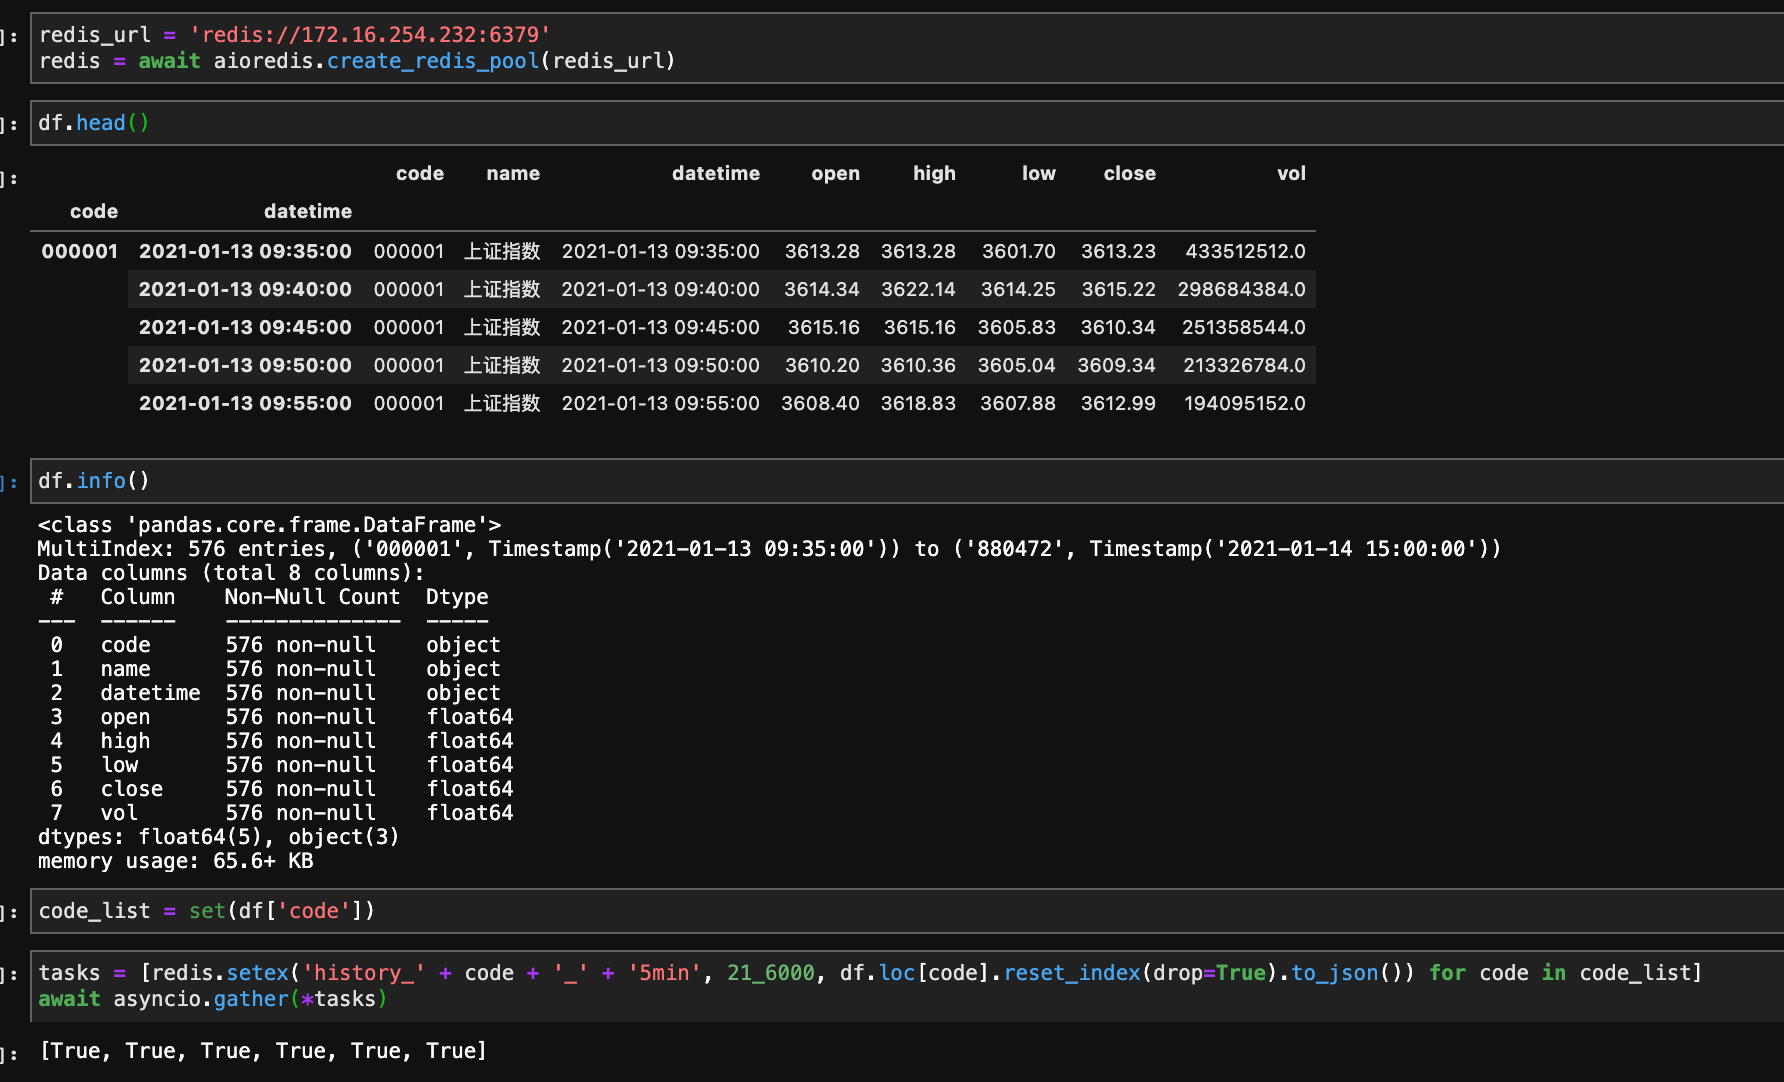 ]: redis_url = 'redis://172.16.254.232:6379'
redis = await aioredis.create_redis_pool(redis_url)
]: df.head()
]: code name datetime open high low close vol
code datetime
000001 2021-01-13 09:35:00 000001 上证指数 2021-01-13 09:35:00 3613.28 3613.28 3601.70 3613.23 433512512.0
2021-01-13 09:40:00 000001 上证指数 2021-01-13 09:40:00 3614.34 3622.14 3614.25 3615.22 298684384.0
2021-01-13 09:45:00 000001 上证指数 2021-01-13 09:45:00 3615.16 3615.16 3605.83 3610.34 251358544.0
2021-01-13 09:50:00 000001 上证指数 2021-01-13 09:50:00 3610.20 3610.36 3605.04 3609.34 213326784.0
2021-01-13 09:55:00 000001 上证指数 2021-01-13 09:55:00 3608.40 3618.83 3607.88 3612.99 194095152.0
]: df.info()
<class 'pandas.core.frame.DataFrame'>
MultiIndex: 576 entries, ('000001', Timestamp('2021-01-13 09:35:00')) to ('880472', Timestamp('2021-01-14 15:00:00'))
Data columns (total 8 columns):
# Column Non-Null Count Dtype
--- ------ -------------- -----
0 code 576 non-null object
1 name 576 non-null object
2 datetime 576 non-null object
3 open 576 non-null float64
4 high 576 non-null float64
5 low 576 non-null float64
6 close 576 non-null float64
7 vol 576 non-null float64
dtypes: float64(5), object(3)
memory usage: 65.6+ KB
]: code_list = set(df['code'])
]: tasks = [redis.setex('history_' + code + '_' + '5min', 21_6000, df.loc[code].reset_index(drop=True).to_json()) for code in code_list]
await asyncio.gather(*tasks)
]: [True, True, True, True, True, True]